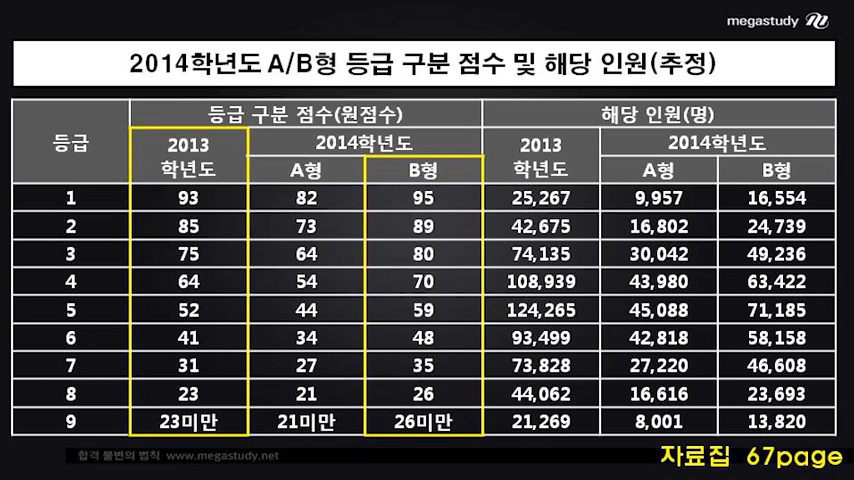 megastudy
2014학년도 A/B형 등급 구분 점수 및 해당 인원(추정)
등급 등급 구분 점수(원점수) 해당 인원(명)
2013 학년도 2014학년도 2013 학년도 2014학년도
A형 B형 A형 B형
1 93 82 95 25,267 9,957 16,554
2 85 73 89 42,675 16,802 24,739
3 75 64 80 74,135 30,042 49,236
4 64 54 70 108,939 43,980 63,422
5 52 44 59 124,265 45,088 71,185
6 41 34 48 93,499 42,818 58,158
7 31 27 35 73,828 27,220 46,608
8 23 21 26 44,062 16,616 23,693
9 23미만 21미만 26미만 21,269 8,001 13,820
합격 불변의 법칙 www.megastudy.net
자료집 67page